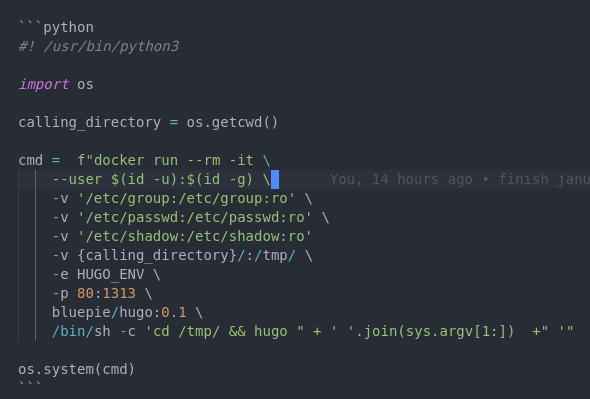 ```python
#! /usr/bin/python3
import os
calling_directory = os.getcwd()
cmd =  f"docker run --rm -it \
    --user $(id -u):$(id -g) \ You, 14 hours ago • finish janu
    -v '/etc/group:/etc/group:ro' \
    -v '/etc/passwd:/etc/passwd:ro' \
    -v '/etc/shadow:/etc/shadow:ro'
    -v {calling_directory}/:/tmp/ \
    -e HUGO_ENV \
    -p 80:1313 \
    bluepie/hugo:0.1 \
    /bin/sh -c 'cd /tmp/ && hugo " + ' '.join(sys.argv[1:])  +" '"
os.system(cmd)
```